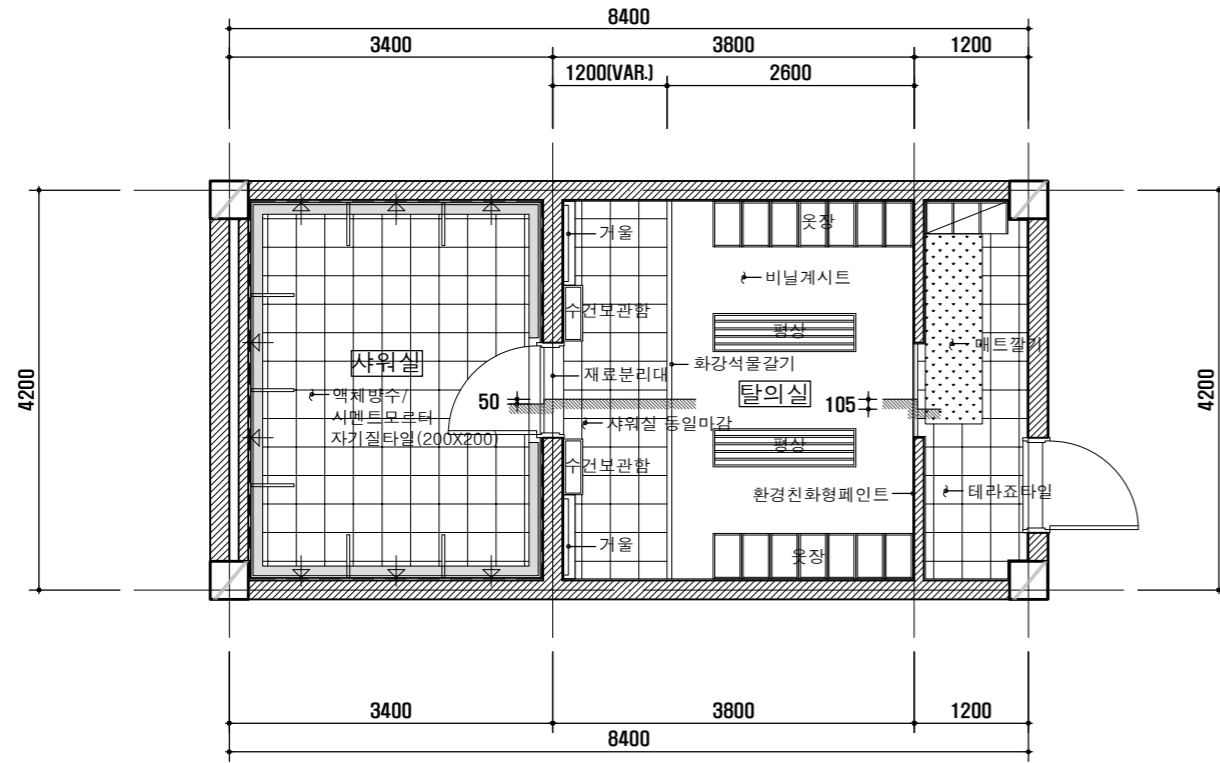 8400
3400
3800
1200
1200(VAR.)
2600
4200
4200
옷장
거울
비닐계시트
수건보관함
평상
매트깔기
샤워실
화강석물갈기
재료분리대
탈의실
액체방수/
시멘트모르터
자기질타일(200X200)
50
105
샤워실 동일마감
평상
수건보관함
환경친화형페인트
테라죠타일
거울
옷장
3400
3800
1200
8400